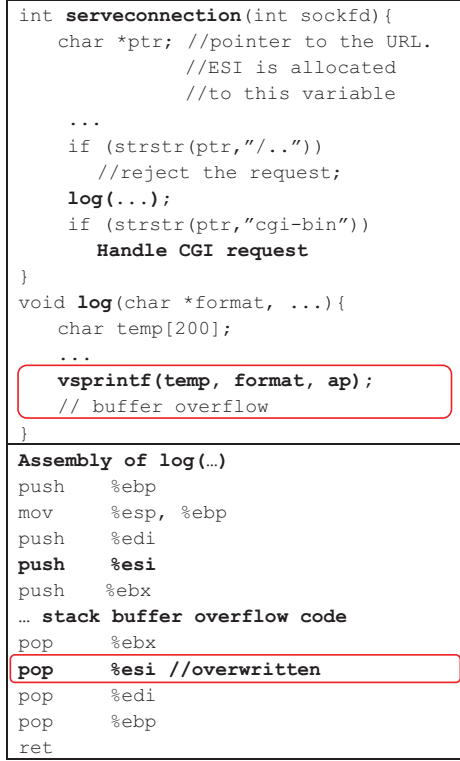 int serveconnection(int sockfd){
char *ptr; //pointer to the URL.
//ESI is allocated
//to this variable
...
if (strstr(ptr,”/..”))
//reject the request;
log(...);
if (strstr(ptr,”cgi-bin”))
Handle CGI request
}
void log(char *format, ...){
char temp[200];
...
vsprintf(temp, format, ap);
// buffer overflow
}
Assembly of log(…)
push %ebp
mov %esp, %ebp
push %edi
push %esi
push %ebx
… stack buffer overflow code
pop %ebx
pop %esi //overwritten
pop %edi
pop %ebp
ret